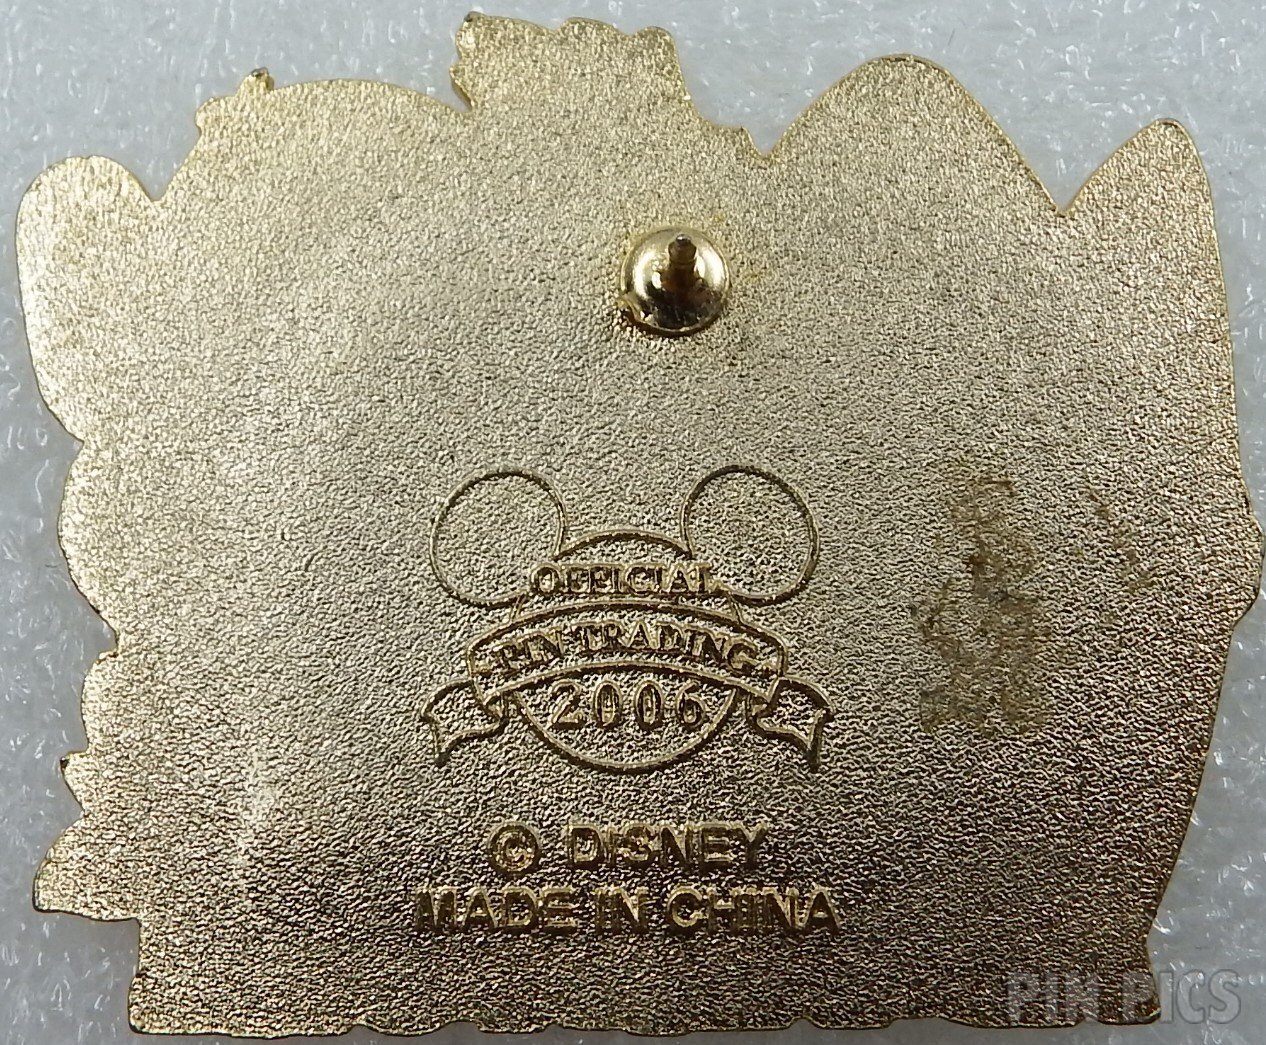 OFFICIAL
PIN TRADING
2006
© DISNEY
MADE IN CHINA
PIN PICS